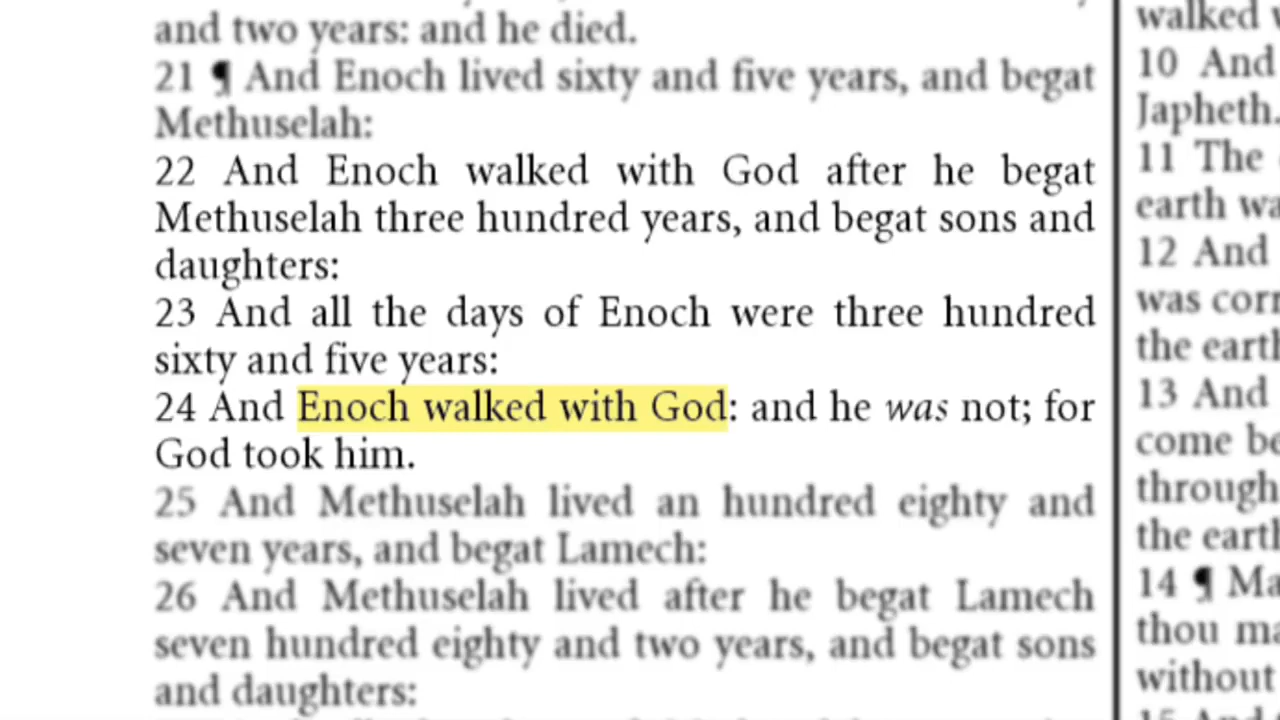 and two years: and he died.
21 ¶ And Enoch lived sixty and five years, and begat
Methuselah:
22 And Enoch walked with God after he begat
Methuselah three hundred years, and begat sons and
daughters:
23 And all the days of Enoch were three hundred
sixty and five years:
24 And Enoch walked with God: and he was not; for
God took him.
25 And Methuselah lived an hundred eighty and
seven years, and begat Lamech:
26 And Methuselah lived after he begat Lamech
seven hundred eighty and two years, and begat sons
and daughters:
walked
10 And
Japheth.
11 The
earth
12 And
was
the earth
13 And
come
through
the earth
14 ¶
thou
without